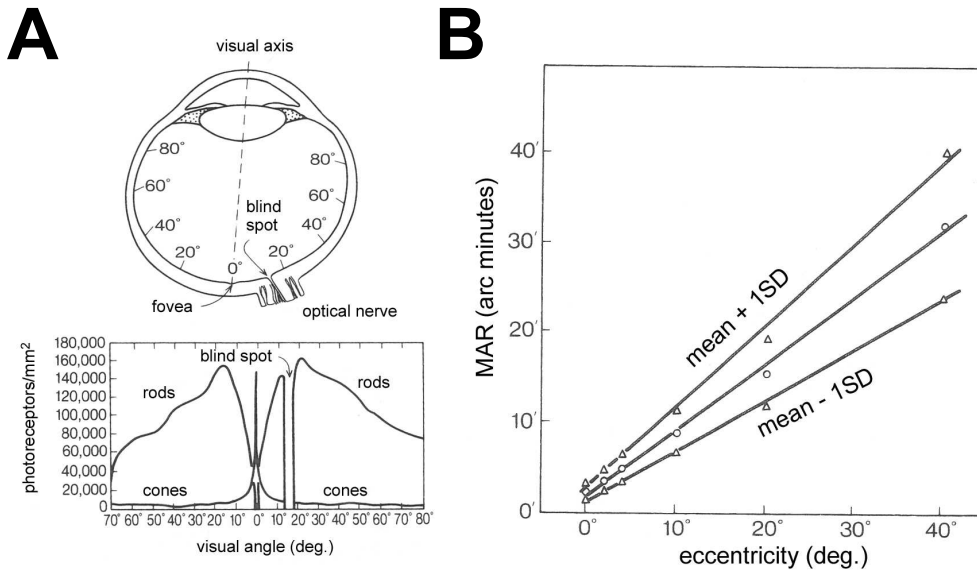 A
visual axis
80°
80°
60°
60°
blind
spot
40°
40°
20°
20°
0°
fovea
optical nerve
photoreceptors/mm²
180,000
160,000
140,000
120,000
100,000
80,000
60,000
40,000
20,000
0
blind spot
rods
rods
cones
cones
70° 60° 50° 40° 30° 20° 10° 0° 10° 20° 30° 40° 50° 60° 70° 80°
visual angle (deg.)
B
MAR (arc minutes)
40′
30′
20′
10′
0′
mean + 1SD
mean - 1SD
0° 10° 20° 30° 40°
eccentricity (deg.)